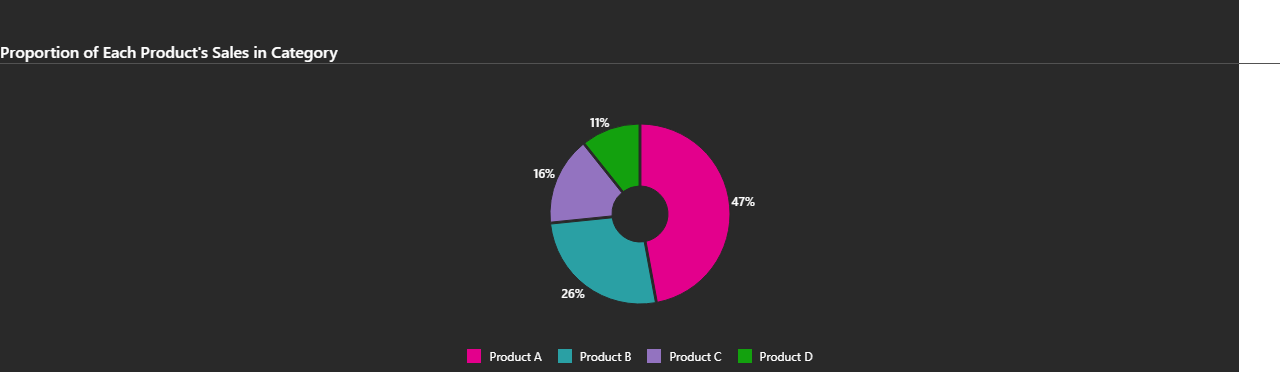 Proportion of Each Product's Sales in Category
11%
16%
47%
26%
Product A Product B Product C Product D